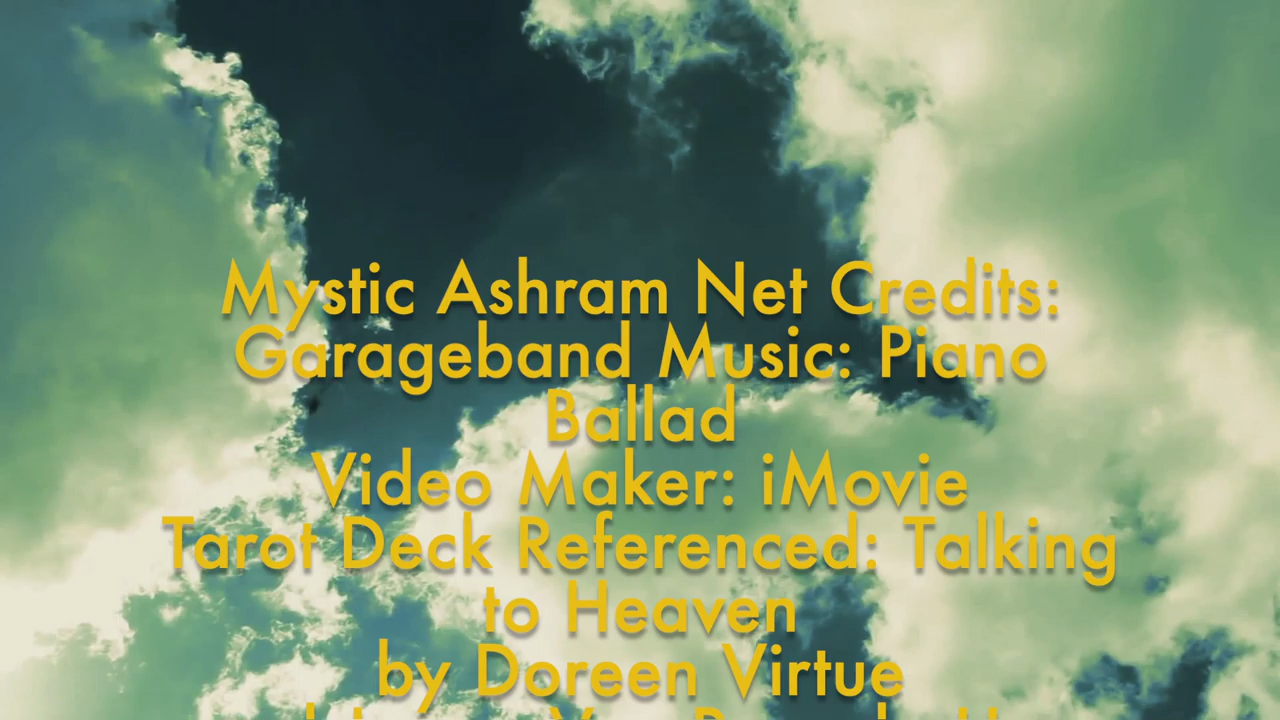 Mystic Ashram Net Credits:
Garageband Music: Piano
Ballad
Video Maker: iMovie
Tarot Deck Referenced: Talking
to Heaven
by Doreen Virtue